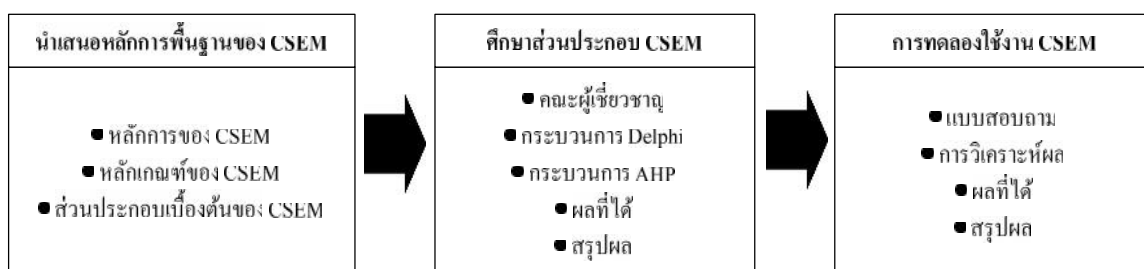 นำเสนอหลักการพื้นฐานของ CSEM
● หลักการของ CSEM
● หลักเกณฑ์ของ CSEM
● ส่วนประกอบเบื้องต้นของ CSEM
ศึกษาส่วนประกอบ CSEM
● คณะผู้เชี่ยวชาญ
● กระบวนการ Delphi
● กระบวนการ AHP
● ผลที่ได้
● สรุปผล
การทดลองใช้งาน CSEM
● แบบสอบถาม
● การวิเคราะห์ผล
● ผลที่ได้
● สรุปผล